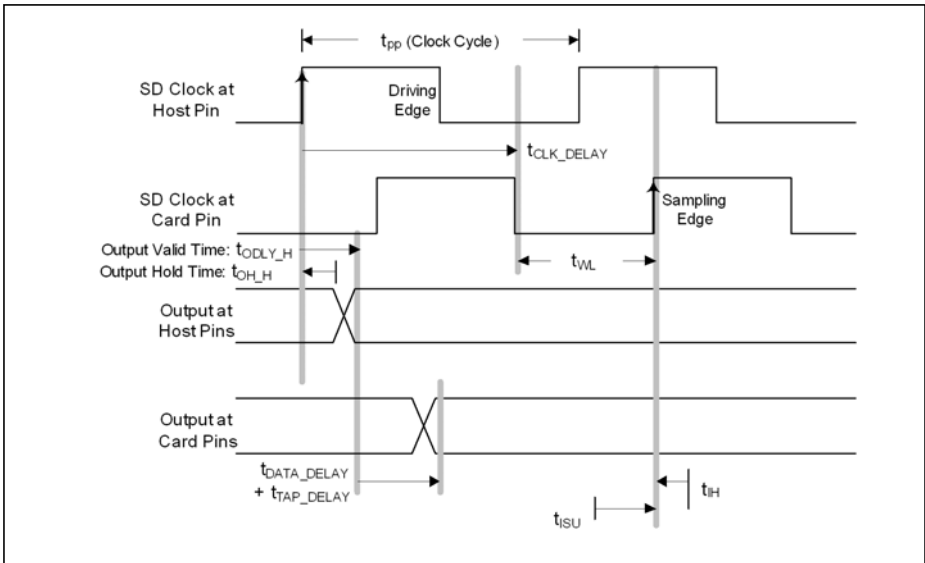 tpp (Clock Cycle)
SD Clock at
Host Pin
Driving
Edge
tCLK_DELAY
SD Clock at
Card Pin
Sampling
Edge
Output Valid Time: tODLY_H
Output Hold Time: tOH_H
tWL
Output at
Host Pins
Output at
Card Pins
tDATA_DELAY
+ tTAP_DELAY
tIH
tISU